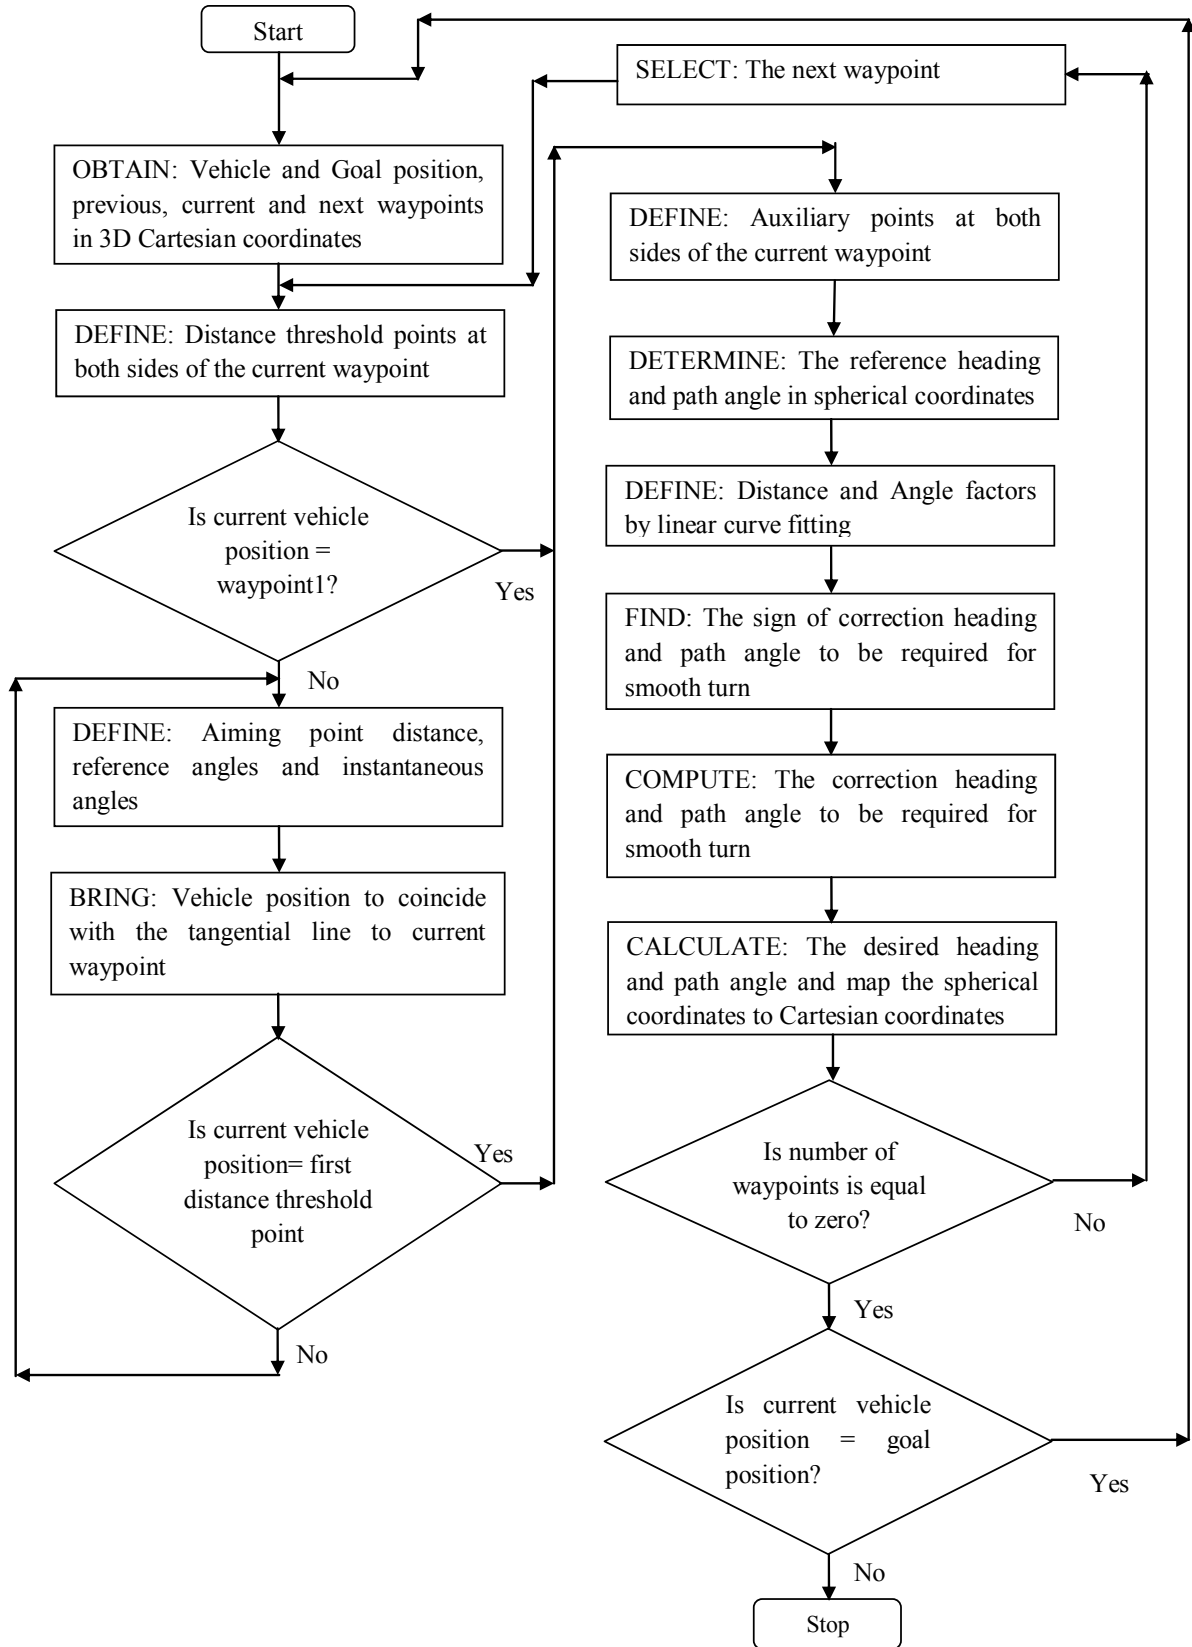 Start
OBTAIN: Vehicle and Goal position,
previous, current and next waypoints
in 3D Cartesian coordinates
DEFINE: Distance threshold points at
both sides of the current waypoint
Is current vehicle
position =
waypoint1?
Yes
No
DEFINE: Aiming point distance,
reference angles and instantaneous
angles
BRING: Vehicle position to coincide
with the tangential line to current
waypoint
Is current vehicle
position= first
distance threshold
point
Yes
No
SELECT: The next waypoint
DEFINE: Auxiliary points at both
sides of the current waypoint
DETERMINE: The reference heading
and path angle in spherical coordinates
DEFINE: Distance and Angle factors
by linear curve fitting
FIND: The sign of correction heading
and path angle to be required for
smooth turn
COMPUTE: The correction heading
and path angle to be required for
smooth turn
CALCULATE: The desired heading
and path angle and map the spherical
coordinates to Cartesian coordinates
Is number of
waypoints is equal
to zero?
No
Yes
Is current vehicle
position = goal
position?
Yes
No
Stop